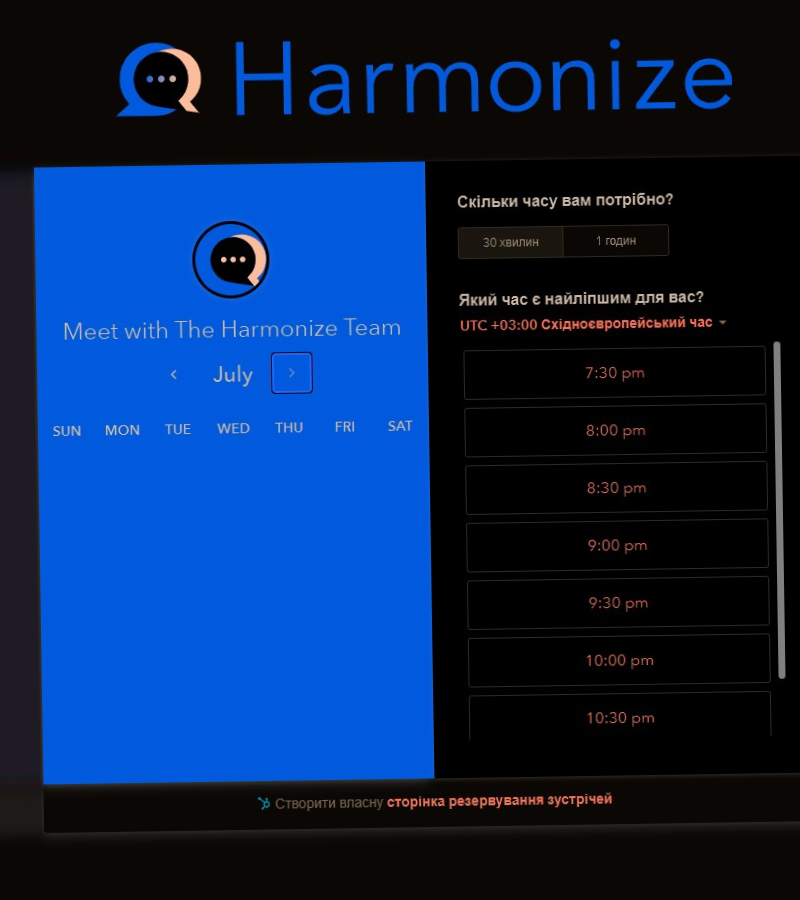 Harmonize
Meet with The Harmonize Team
July
SUN MON TUE WED THU FRI SAT
Скільки часу вам потрібно?
30 хвилин 1 годин
Який час є найліпшим для вас?
UTC +03:00 Східноєвропейський час
7:30 pm
8:00 pm
8:30 pm
9:00 pm
9:30 pm
10:00 pm
10:30 pm
Створити власну сторінка резервування зустрічей